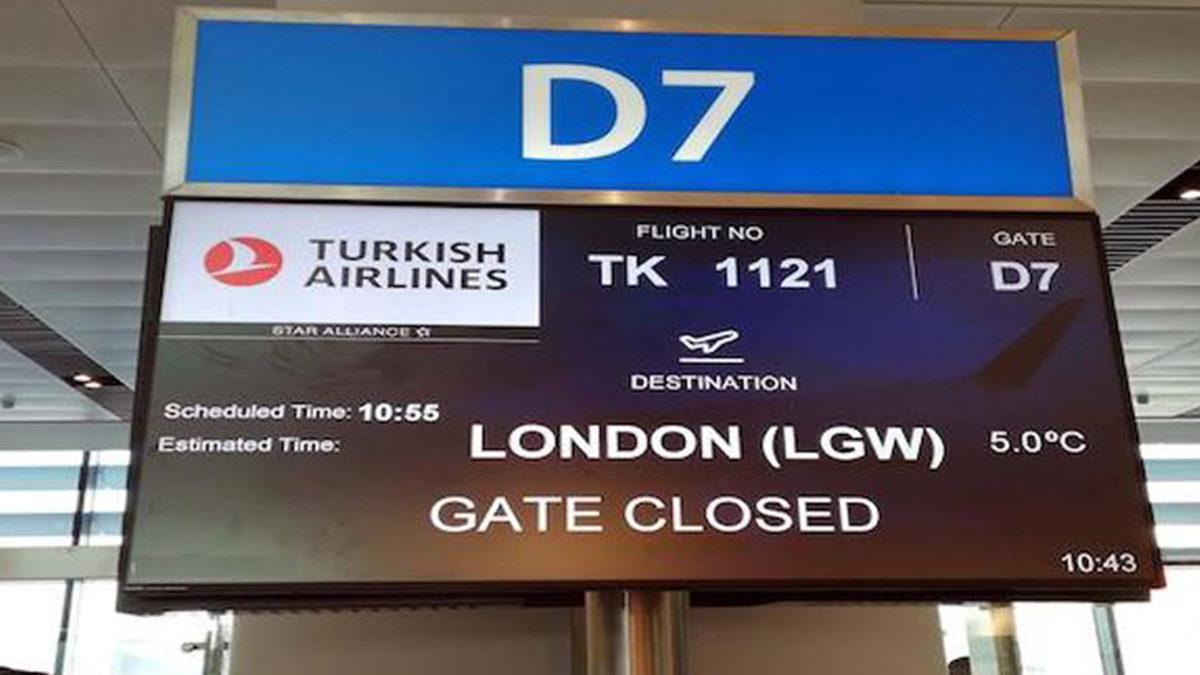 D7
TURKISH
AIRLINES
STAR ALLIANCE
FLIGHT NO
TK 1121
GATE
D7
DESTINATION
Scheduled Time: 10:55
Estimated Time:
LONDON (LGW)
5.0°C
GATE CLOSED
10:43